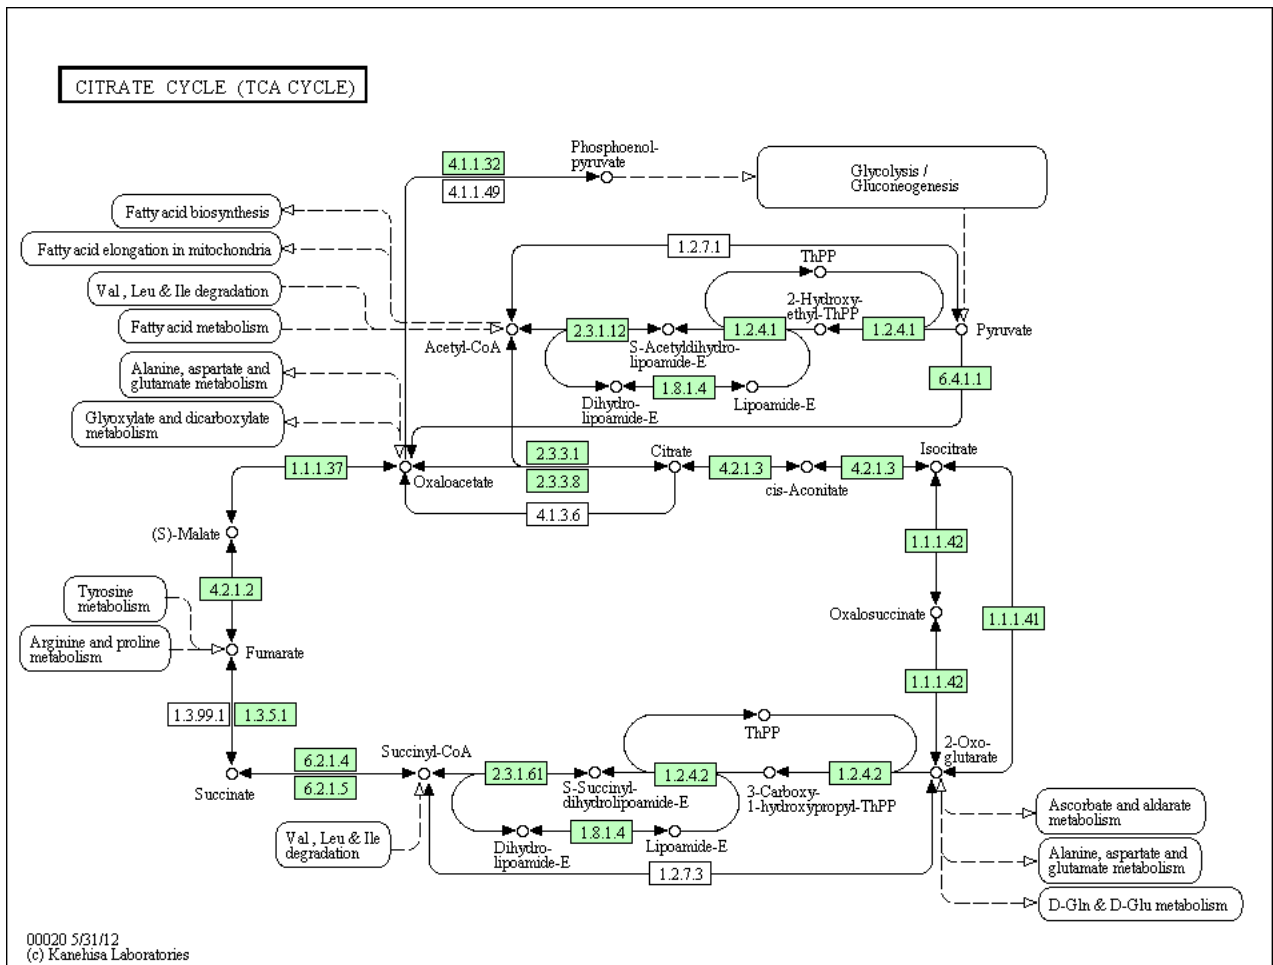 CITRATE CYCLE (TCA CYCLE)
Phosphoenol-
pyruvate
4.1.1.32
4.1.1.49
Glycolysis /
Gluconeogenesis
Fatty acid biosynthesis
Fatty acid elongation in mitochondria
Val , Leu & Ile degradation
Fatty acid metabolism
Alanine, aspartate and
glutamate metabolism
Glyoxylate and dicarboxylate
metabolism
1.2.7.1
ThPP
2-Hydroxy-
ethyl-ThPP
2.3.1.12
1.2.4.1
1.2.4.1
Acetyl-CoA
S-Acetyldihydro-
lipoamide-E
Pyruvate
1.8.1.4
6.4.1.1
Dihydro-
lipoamide-E
Lipoamide-E
1.1.1.37
Oxaloacetate
2.3.3.1
2.3.3.8
4.1.3.6
Citrate
4.2.1.3
cis-Aconitate
4.2.1.3
Isocitrate
(S)-Malate
1.1.1.42
4.2.1.2
Tyrosine
metabolism
Oxalosuccinate
1.1.1.41
Arginine and proline
metabolism
Fumarate
1.1.1.42
1.3.99.1
1.3.5.1
ThPP
2-Oxo-
glutarate
Succinyl-CoA
6.2.1.4
6.2.1.5
Succinate
2.3.1.61
1.2.4.2
1.2.4.2
S-Succinyl-
dihydrolipoamide-E
3-Carboxy-
1-hydroxypropyl-ThPP
Val , Leu & Ile
degradation
1.8.1.4
Dihydro-
lipoamide-E
Lipoamide-E
1.2.7.3
Ascorbate and aldarate
metabolism
Alanine, aspartate and
glutamate metabolism
D-Gln & D-Glu metabolism
00020 5/31/12
(c) Kanehisa Laboratories